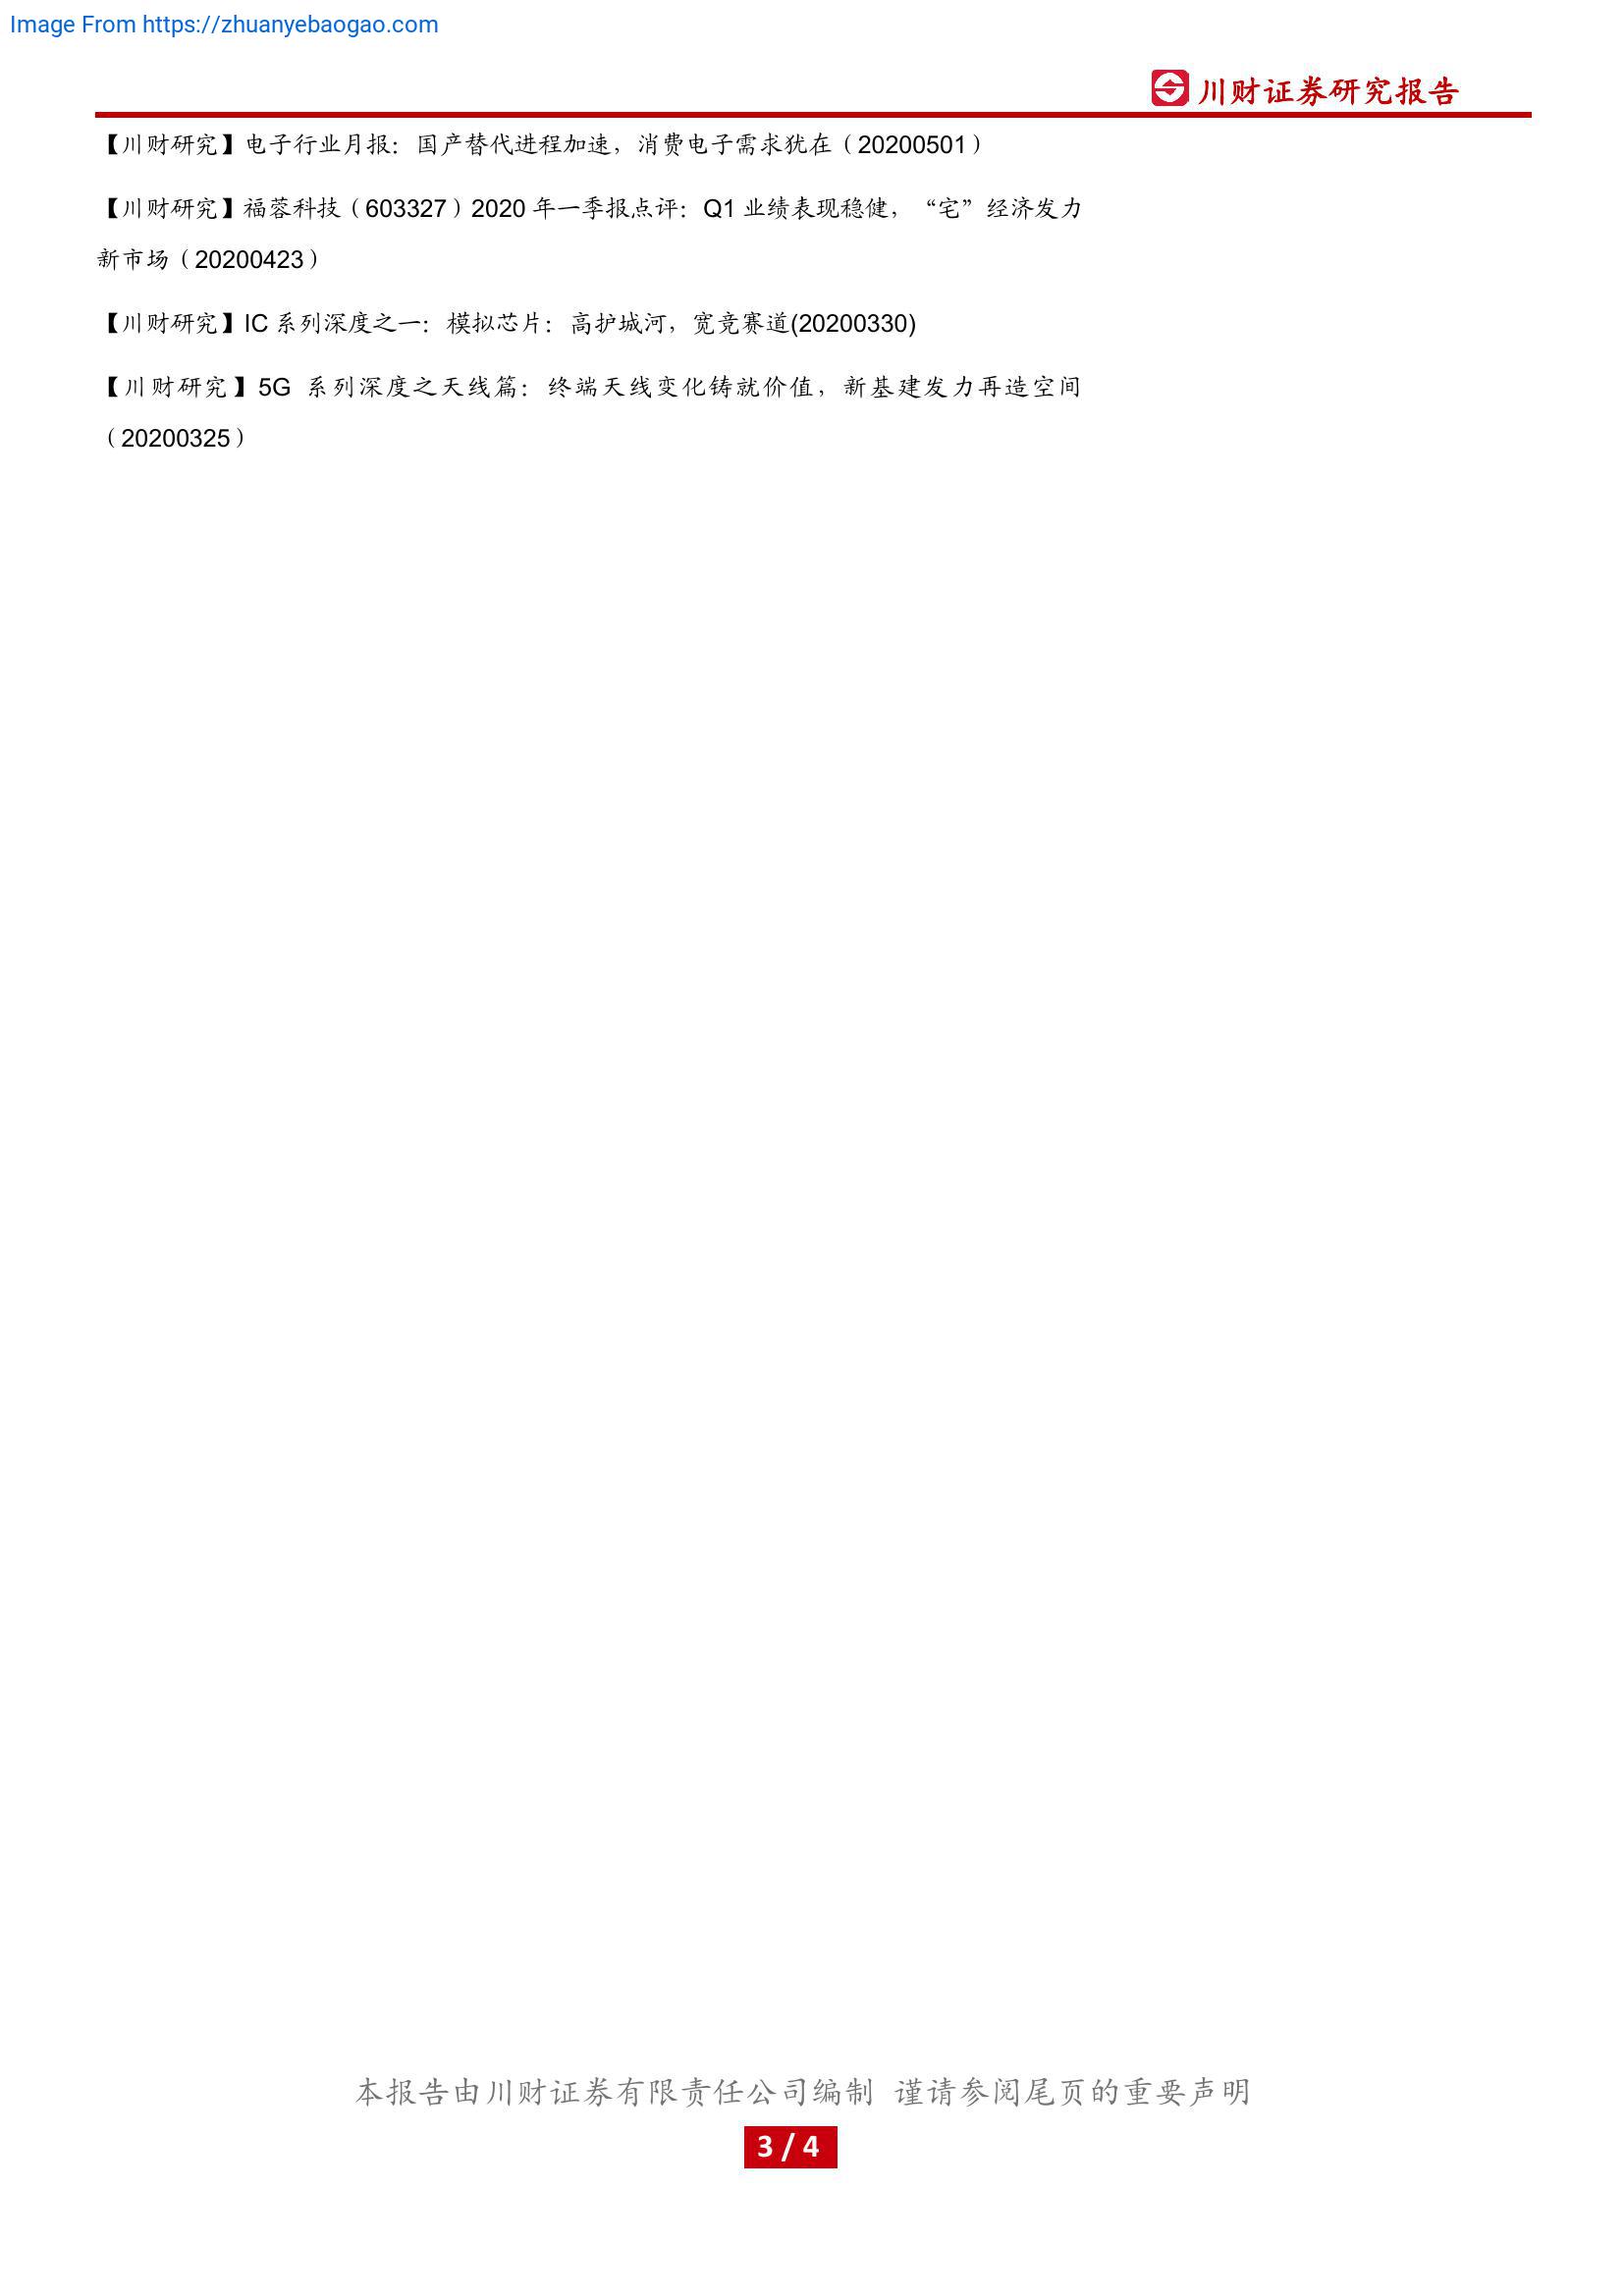 Image From https://zhuanyebaogao.com
川财证券研究报告
【川财研究】电子行业月报：国产替代进程加速，消费电子需求犹在（20200501）
【川财研究】福蓉科技（603327）2020 年一季报点评：Q1 业绩表现稳健，“宅”经济发力
新市场（20200423）
【川财研究】IC 系列深度之一：模拟芯片：高护城河，宽竞赛道(20200330)
【川财研究】5G 系列深度之天线篇：终端天线变化铸就价值，新基建发力再造空间
（20200325）
本报告由川财证券有限责任公司编制 谨请参阅尾页的重要声明
3 / 4